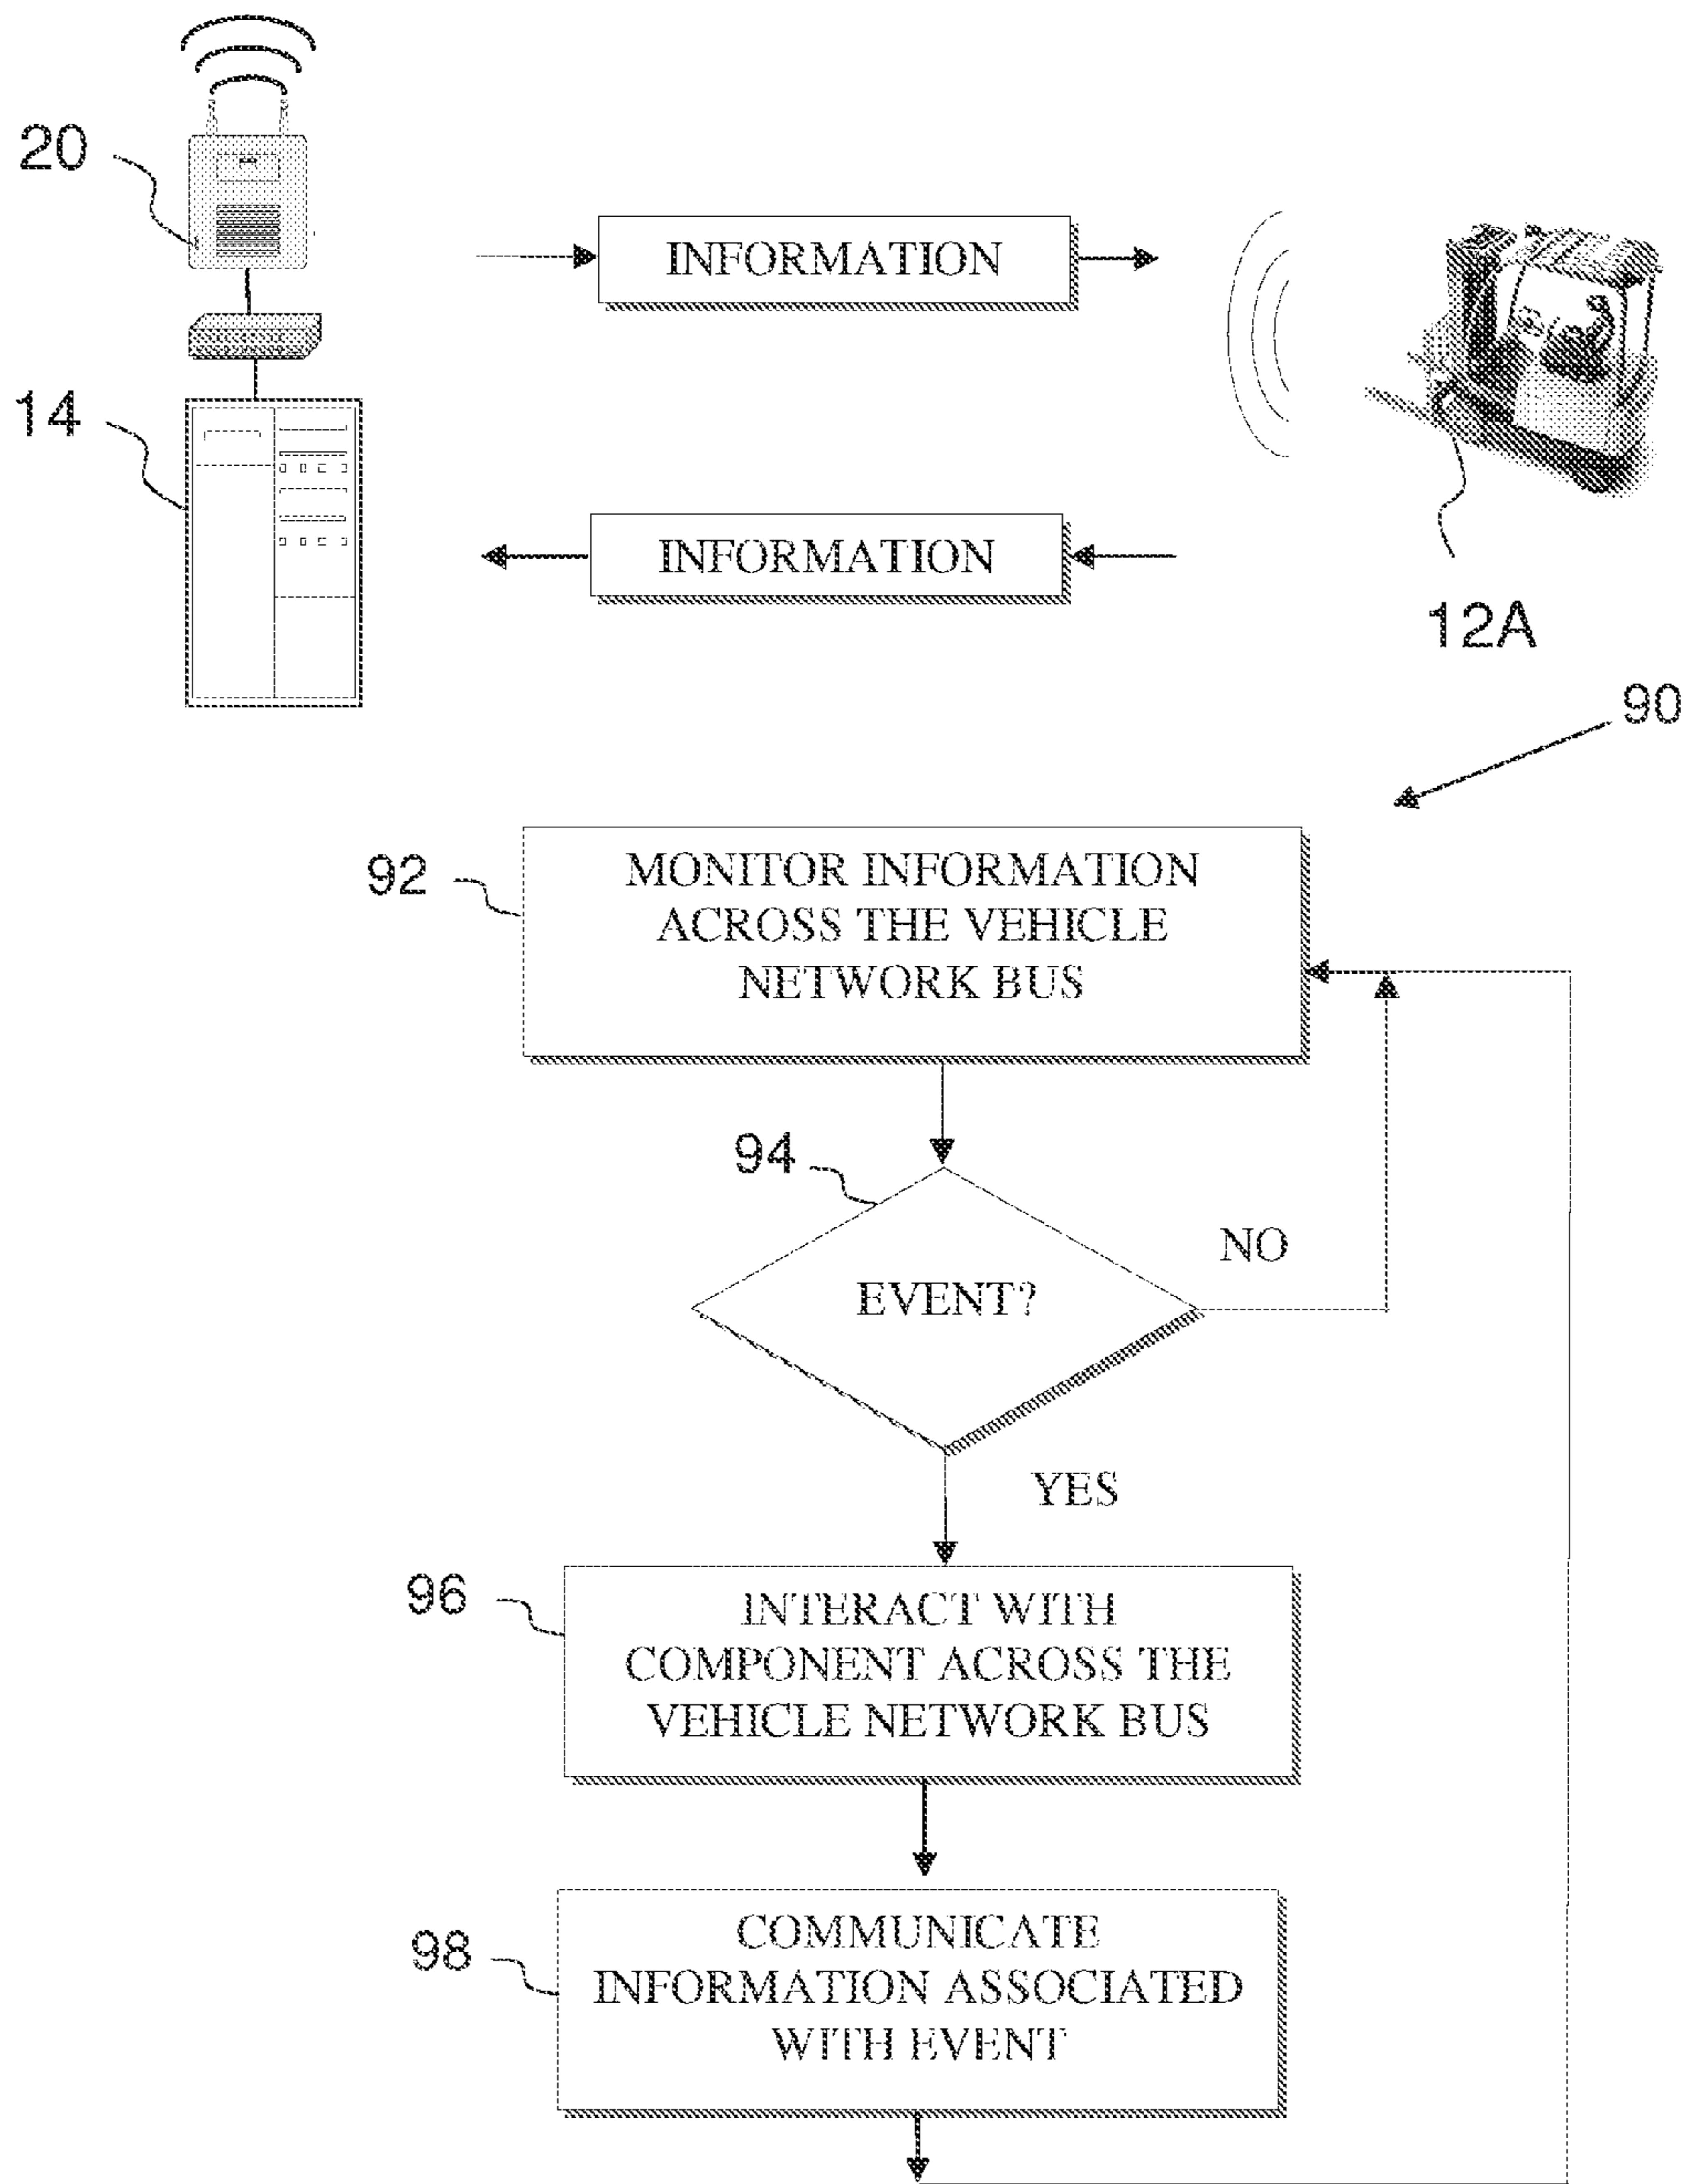 20
INFORMATION
14
INFORMATION
12A
90
92
MONITOR INFORMATION
ACROSS THE VEHICLE
NETWORK BUS
94
NO
EVENT?
YES
96
INTERACT WITH
COMPONENT ACROSS THE
VEHICLE NETWORK BUS
98
COMMUNICATE
INFORMATION ASSOCIATED
WITH EVENT